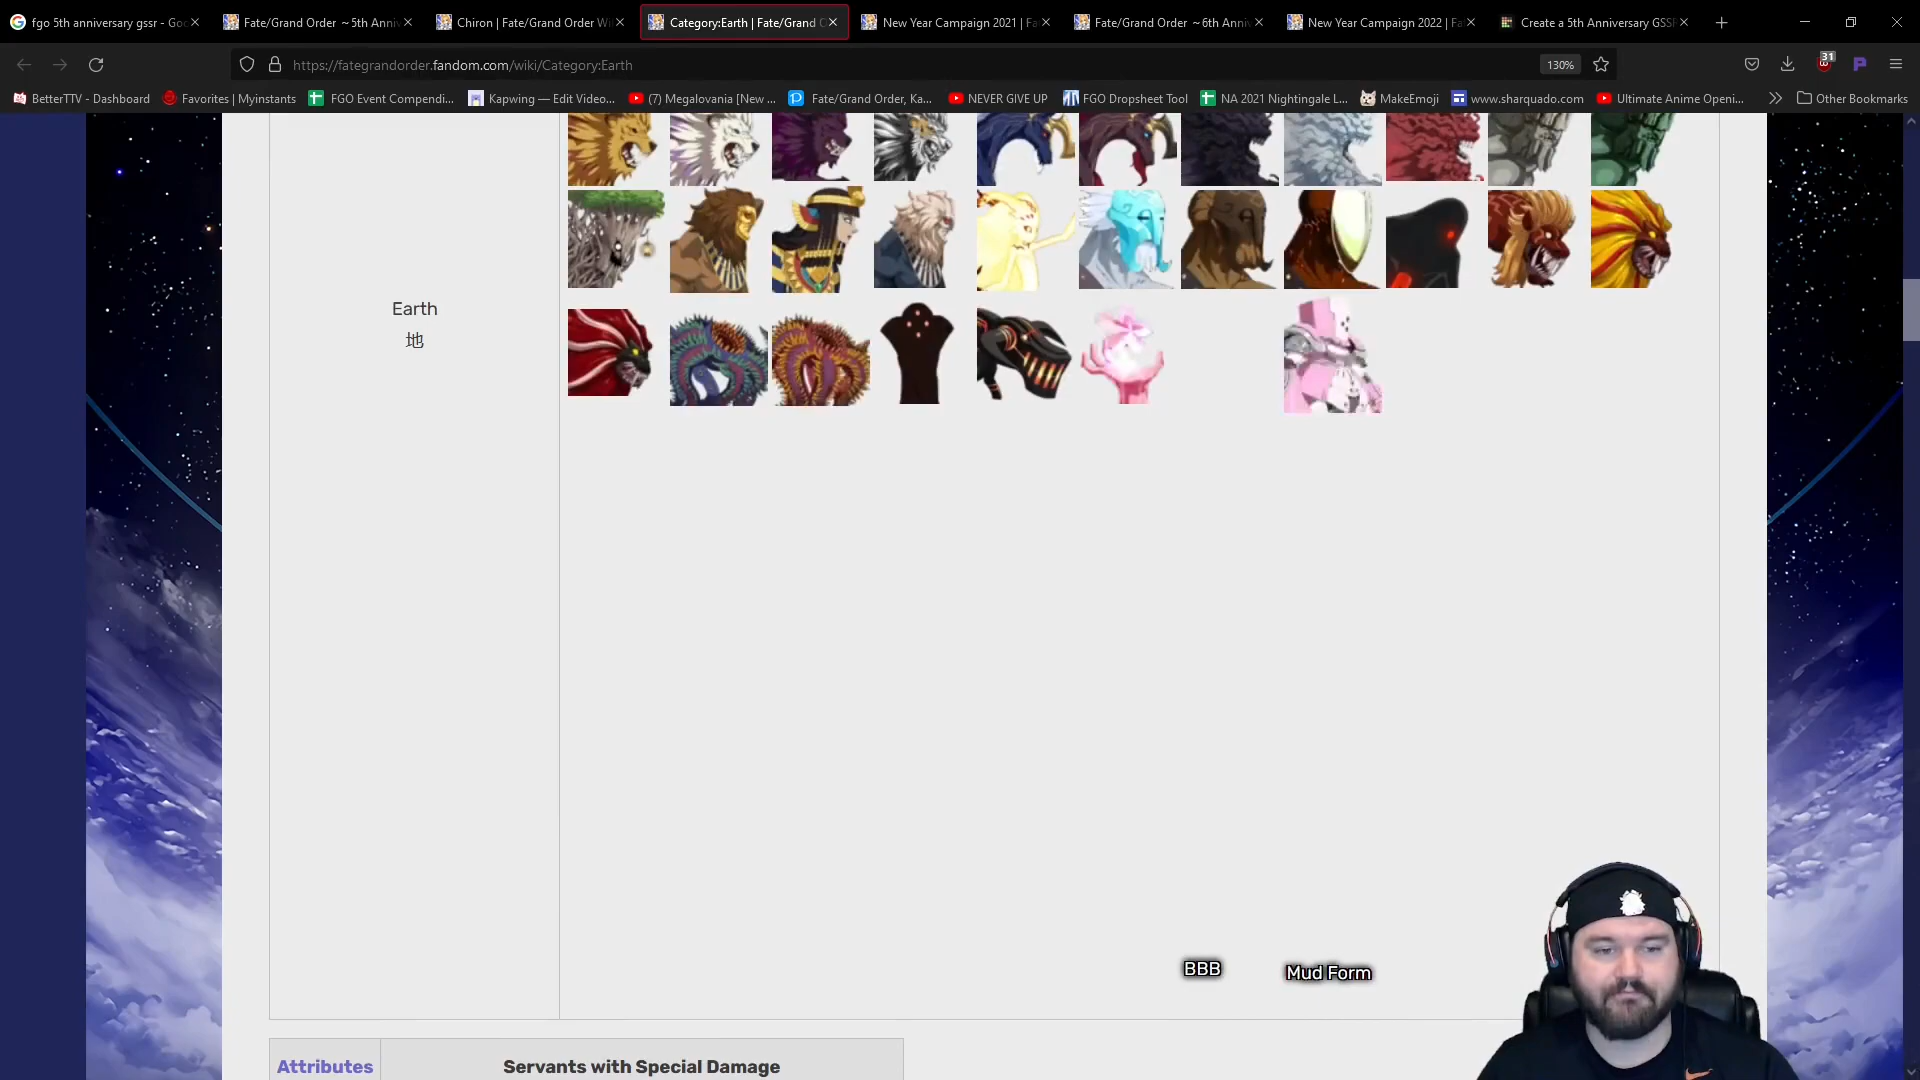 fgo 5th anniversary gssr - Goo
Fate/Grand Order ~5th Anniv
Chiron | Fate/Grand Order Wi
Category:Earth | Fate/Grand O
New Year Campaign 2021 | Fa
Fate/Grand Order ~6th Anniv
New Year Campaign 2022 | Fa
Create a 5th Anniversary GSSR
https://fategrandorder.fandom.com/wiki/Category:Earth
130%
31
BetterTTV - Dashboard
Favorites | Myinstants
FGO Event Compendi...
Kapwing — Edit Video...
(7) Megalovania [New ...
Fate/Grand Order, Ka...
NEVER GIVE UP
FGO Dropsheet Tool
NA 2021 Nightingale L...
MakeEmoji
www.sharquado.com
Ultimate Anime Openi...
Other Bookmarks
Earth
地
BBB
Mud Form
Attributes
Servants with Special Damage